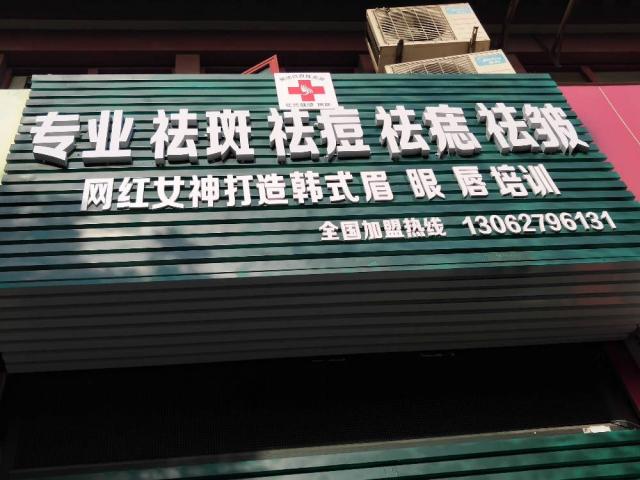 专业 祛斑 祛痘 祛痣 祛皱
网红女神打造韩式眉 眼 唇培训
全国加盟热线 13062796131